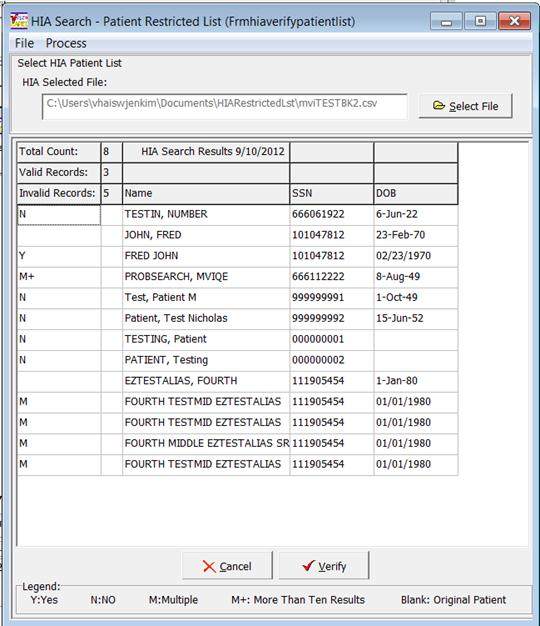 HIA Search - Patient Restricted List (Frmhiaverifypatientlist)
File Process
Select HIA Patient List
HIA Selected File:
C:\Users\vhaiswjenkim\Documents\HIARestrictedLst\mviTESTBK2.csv
Select File
Total Count: 8 HIA Search Results 9/10/2012
Valid Records: 3
Invalid Records: 5 Name SSN DOB
N TESTIN, NUMBER 666061922 6-Jun-22
JOHN, FRED 101047812 23-Feb-70
Y FRED JOHN 101047812 02/23/1970
M+ PROBSEARCH, MVIQE 666112222 8-Aug-49
N Test, Patient M 999999991 1-Oct-49
N Patient, Test Nicholas 999999992 15-Jun-52
N TESTING, Patient 000000001
N PATIENT, Testing 000000002
EZTESTALIAS, FOURTH 111905454 1-Jan-80
M FOURTH TESTMID EZTESTALIAS 111905454 01/01/1980
M FOURTH TESTMID EZTESTALIAS 111905454 01/01/1980
M FOURTH MIDDLE EZTESTALIAS SR 111905454 01/01/1980
M FOURTH TESTMID EZTESTALIAS 111905454 01/01/1980
Cancel Verify
Legend:
Y:Yes N:NO M:Multiple M+: More Than Ten Results Blank: Original Patient